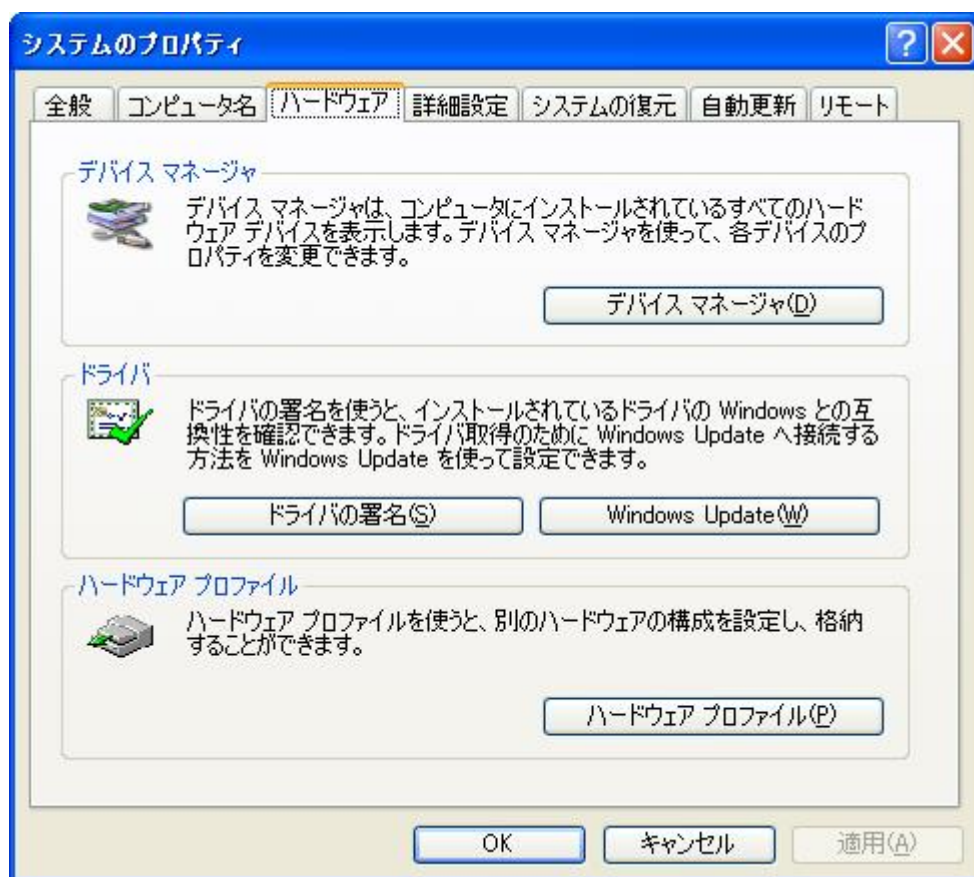 システムのプロパティ
全般 コンピュータ名 ハードウェア 詳細設定 システムの復元 自動更新 リモート
デバイス マネージャ
デバイス マネージャは、コンピュータにインストールされているすべてのハード
ウェア デバイスを表示します。デバイス マネージャを使って、各デバイスのプ
ロパティを変更できます。
デバイス マネージャ(D)
ドライバ
ドライバの署名を使うと、インストールされているドライバの Windows との互
換性を確認できます。ドライバ取得のために Windows Update へ接続する
方法を Windows Update を使って設定できます。
ドライバの署名(S) Windows Update(W)
ハードウェア プロファイル
ハードウェア プロファイルを使うと、別のハードウェアの構成を設定し、格納
することができます。
ハードウェア プロファイル(P)
OK キャンセル 適用(A)